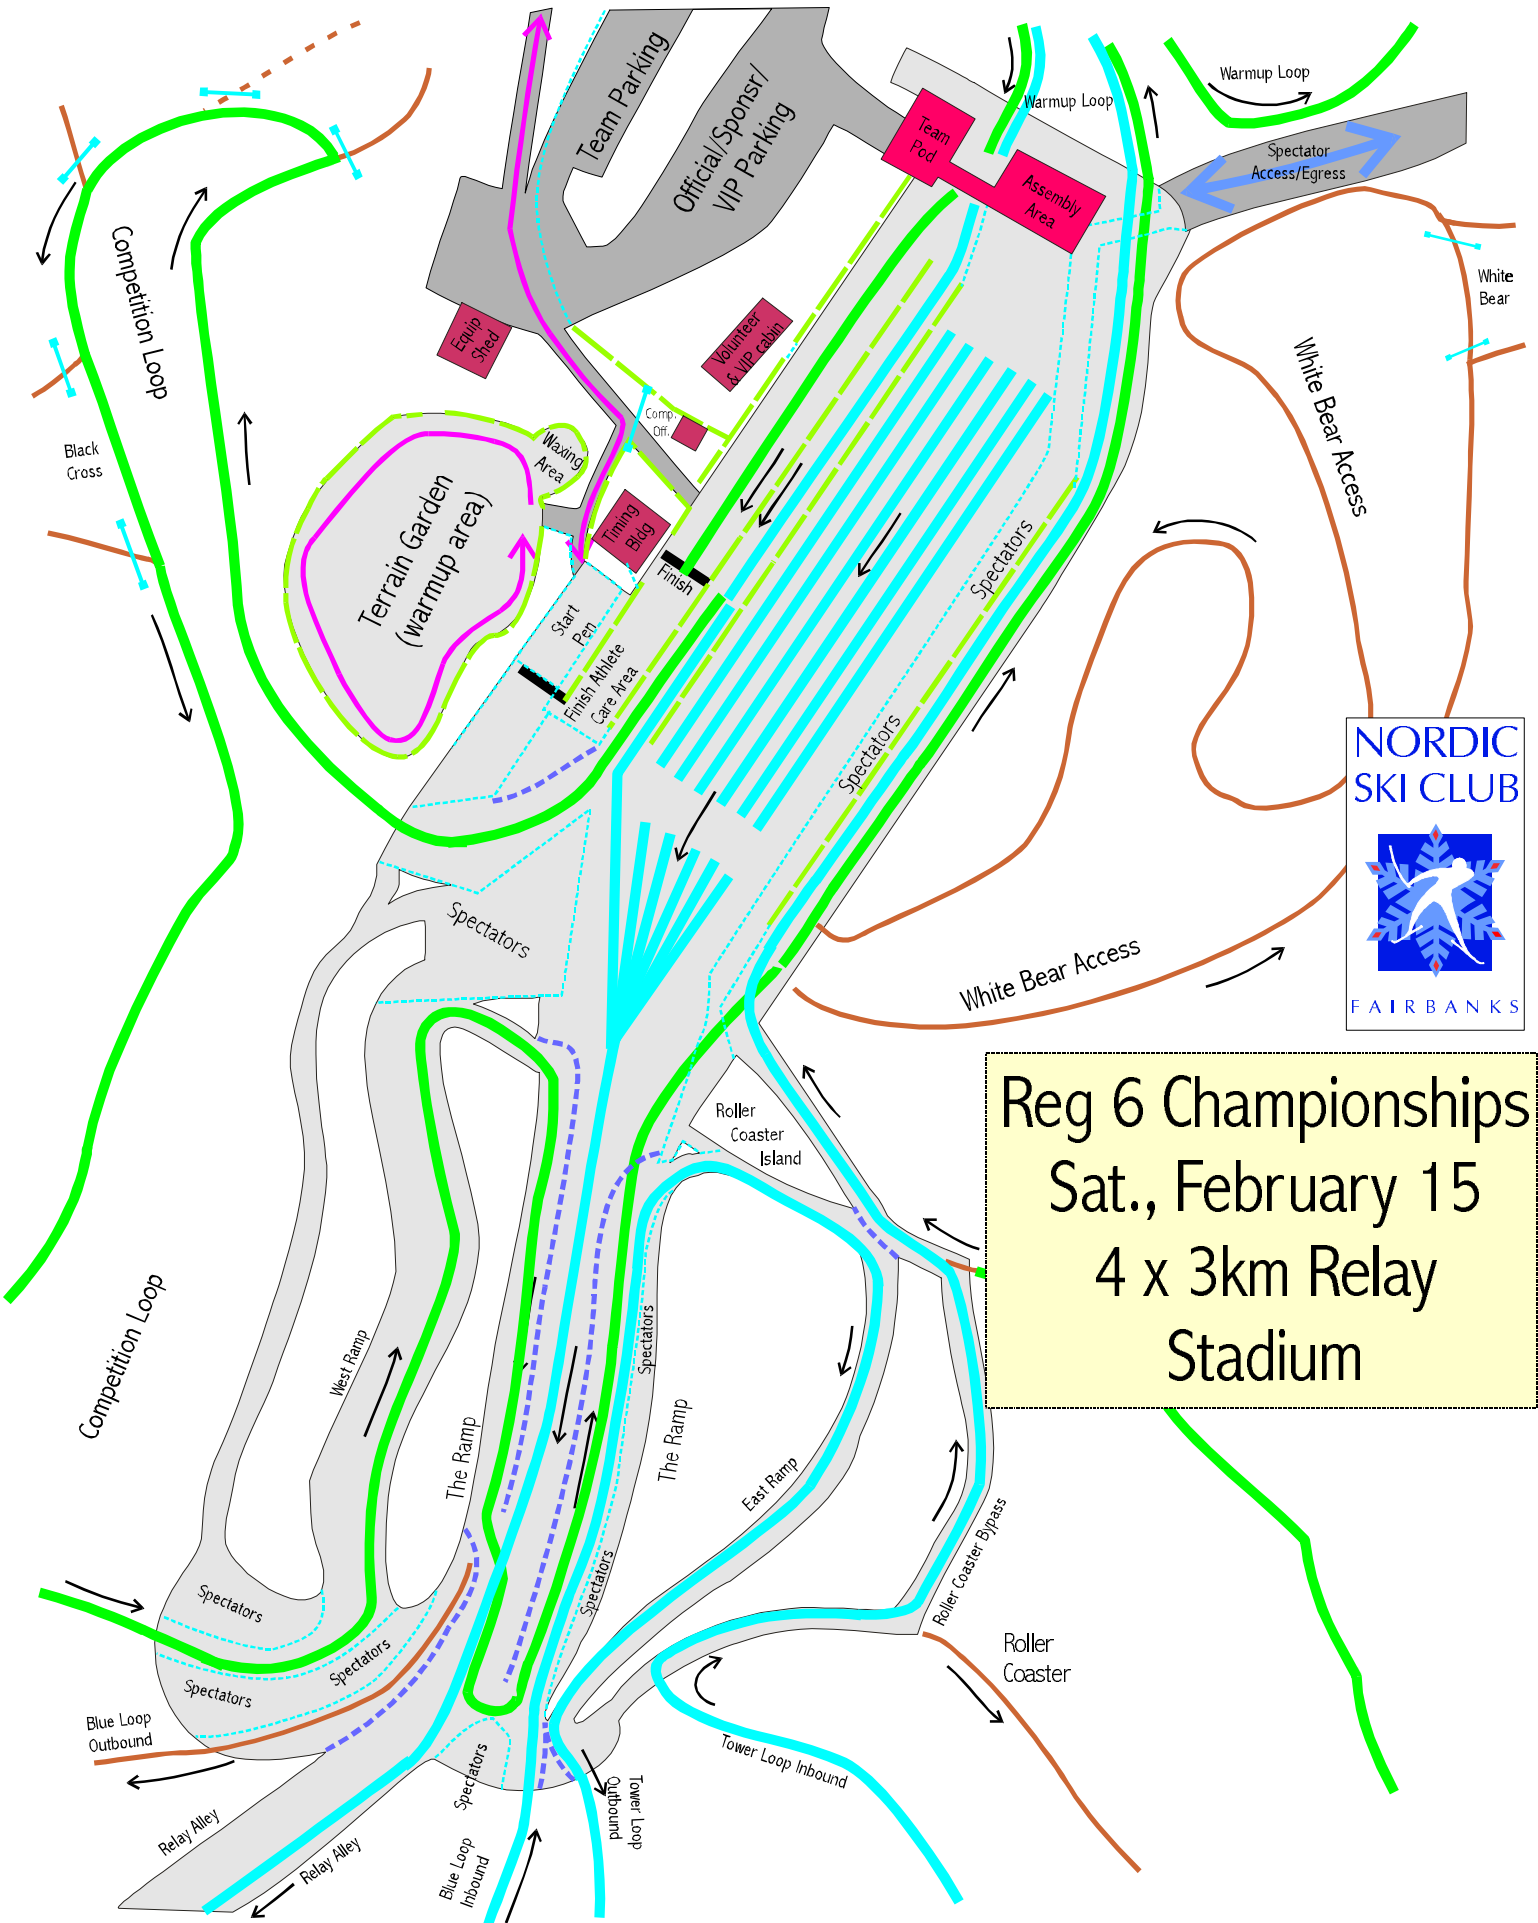 Team Parking
Official/Sponsr/
VIP Parking
Team
Pod
Assembly
Area
Warmup Loop
Warmup Loop
Spectator
Access/Egress
White
Bear
White Bear Access
Competition Loop
Equip
Shed
Volunteer
& VIP cabin
Comp.
Off.
Black
Cross
Waxing
Area
Terrain Garden
(warmup area)
Timing
Bldg
Finish
Start
Pen
Finish Athlete
Care Area
Spectators
Spectators
NORDIC
SKI CLUB
FAIRBANKS
Spectators
White Bear Access
Reg 6 Championships
Sat., February 15
4 x 3km Relay
Stadium
Roller
Coaster
Island
Competition Loop
West Ramp
Spectators
The Ramp
The Ramp
East Ramp
Roller Coaster Bypass
Spectators
Spectators
Spectators
Spectators
Roller
Coaster
Blue Loop
Outbound
Spectators
Tower Loop Inbound
Tower Loop
Outbound
Relay Alley
Relay Alley
Blue Loop
Inbound